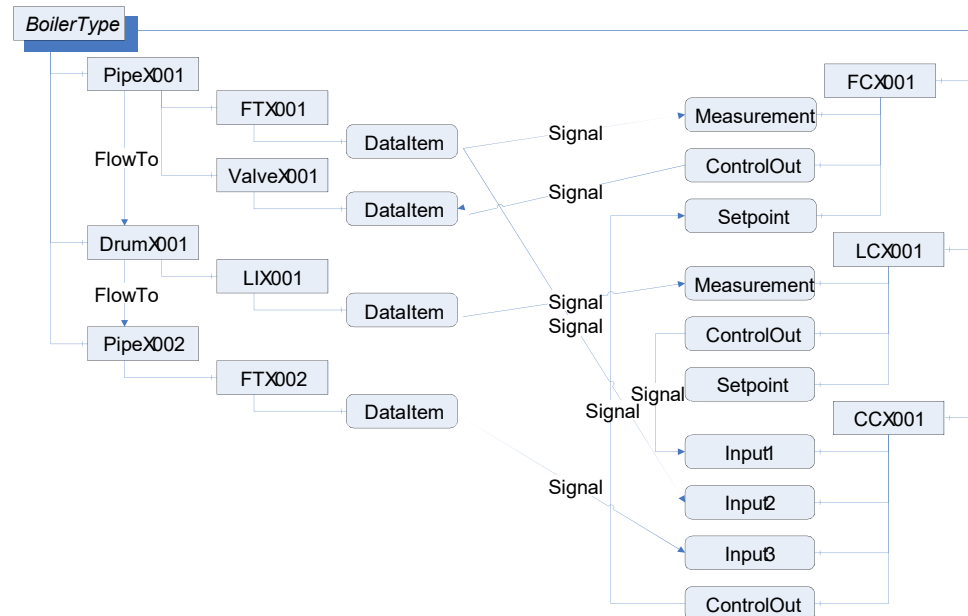 BoilerType
PipeX001
FCX001
FTX001
Measurement
DataItem
Signal
FlowTo
ControlOut
ValveX001
Signal
DataItem
Setpoint
DrumX001
LCX001
LIX001
Measurement
FlowTo
Signal
DataItem
Signal
ControlOut
PipeX002
FTX002
Setpoint
Signal
DataItem
Signal
CCX001
Input1
Signal
Input2
Input3
ControlOut